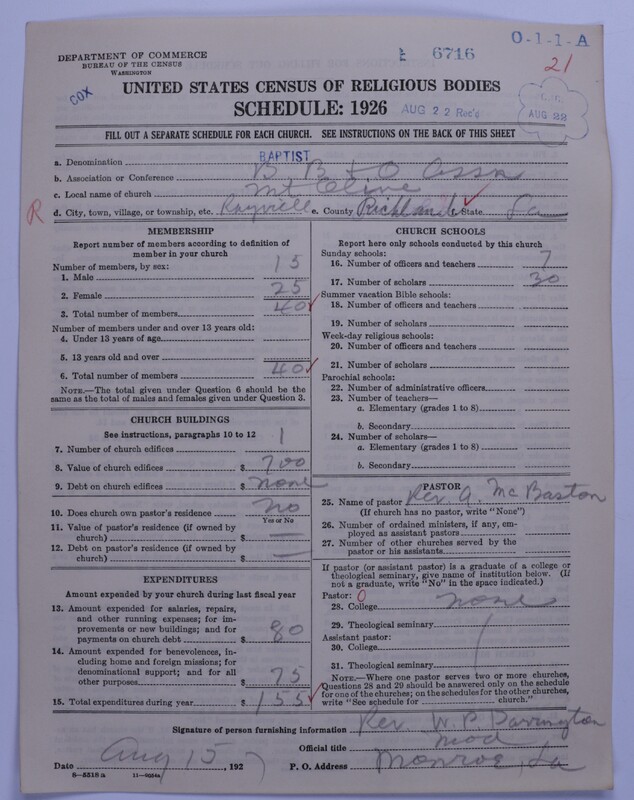 O-1-1-A
DEPARTMENT OF COMMERCE
BUREAU OF THE CENSUS
WASHINGTON
6716
21
COX
UNITED STATES CENSUS OF RELIGIOUS BODIES
SCHEDULE: 1926
AUG 22 Rec'd
AUG 22
FILL OUT A SEPARATE SCHEDULE FOR EACH CHURCH. SEE INSTRUCTIONS ON THE BACK OF THIS SHEET
a. Denomination BAPTIST
b. Association or Conference B B & O Assn
c. Local name of church Mt Olive
R d. City, town, village, or township, etc. Rayville e. County Richland f. State La
MEMBERSHIP
Report number of members according to definition of
member in your church
Number of members, by sex:
1. Male 15
2. Female 25
3. Total number of members 40
Number of members under and over 13 years old:
4. Under 13 years of age
5. 13 years old and over
6. Total number of members 40
NOTE.—The total given under Question 6 should be
same as the total of males and females given under Question 3.
CHURCH BUILDINGS
See instructions, paragraphs 10 to 12
7. Number of church edifices 1
8. Value of church edifices $ 700
9. Debt on church edifices $ none
10. Does church own pastor's residence no
Yes or No
11. Value of pastor's residence (if owned by
church) $ —
12. Debt on pastor's residence (if owned by
church) $ —
EXPENDITURES
Amount expended by your church during last fiscal year
13. Amount expended for salaries, repairs,
and other running expenses; for im-
provements or new buildings; and for
payments on church debt $ 80
14. Amount expended for benevolences, in-
cluding home and foreign missions; for
denominational support; and for all
other purposes $ 75
15. Total expenditures during year $ 155
CHURCH SCHOOLS
Report here only schools conducted by this church
Sunday schools:
16. Number of officers and teachers 7
17. Number of scholars 30
Summer vacation Bible schools:
18. Number of officers and teachers
19. Number of scholars
Week-day religious schools:
20. Number of officers and teachers
21. Number of scholars
Parochial schools:
22. Number of administrative officers
23. Number of teachers—
a. Elementary (grades 1 to 8)
b. Secondary
24. Number of scholars—
a. Elementary (grades 1 to 8)
b. Secondary
PASTOR
25. Name of pastor Rev. A. Mc Baston
(If church has no pastor, write "None")
26. Number of ordained ministers, if any, em-
ployed as assistant pastors
27. Number of other churches served by the
pastor or his assistants
If pastor (or assistant pastor) is a graduate of a college or
theological seminary, give name of institution below. (If
not a graduate, write "No" in the space indicated.)
Pastor: 0
28. College none
29. Theological seminary
Assistant pastor:
30. College
31. Theological seminary
NOTE.—Where one pastor serves two or more churches,
Questions 28 and 29 should be answered only on the schedule
for one of the churches; on the schedules for the other churches,
write "See schedule for church."
Signature of person furnishing information Rev W. P. Darrington
Official title mod
Date Aug 15, 1927 P. O. Address Monroe, La
8—5518 a 11—9054a